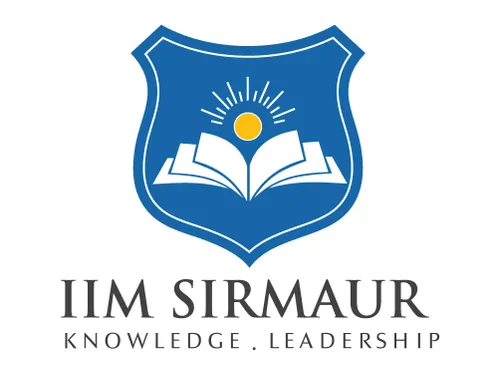 IIM SIRMAUR
KNOWLEDGE . LEADERSHIP